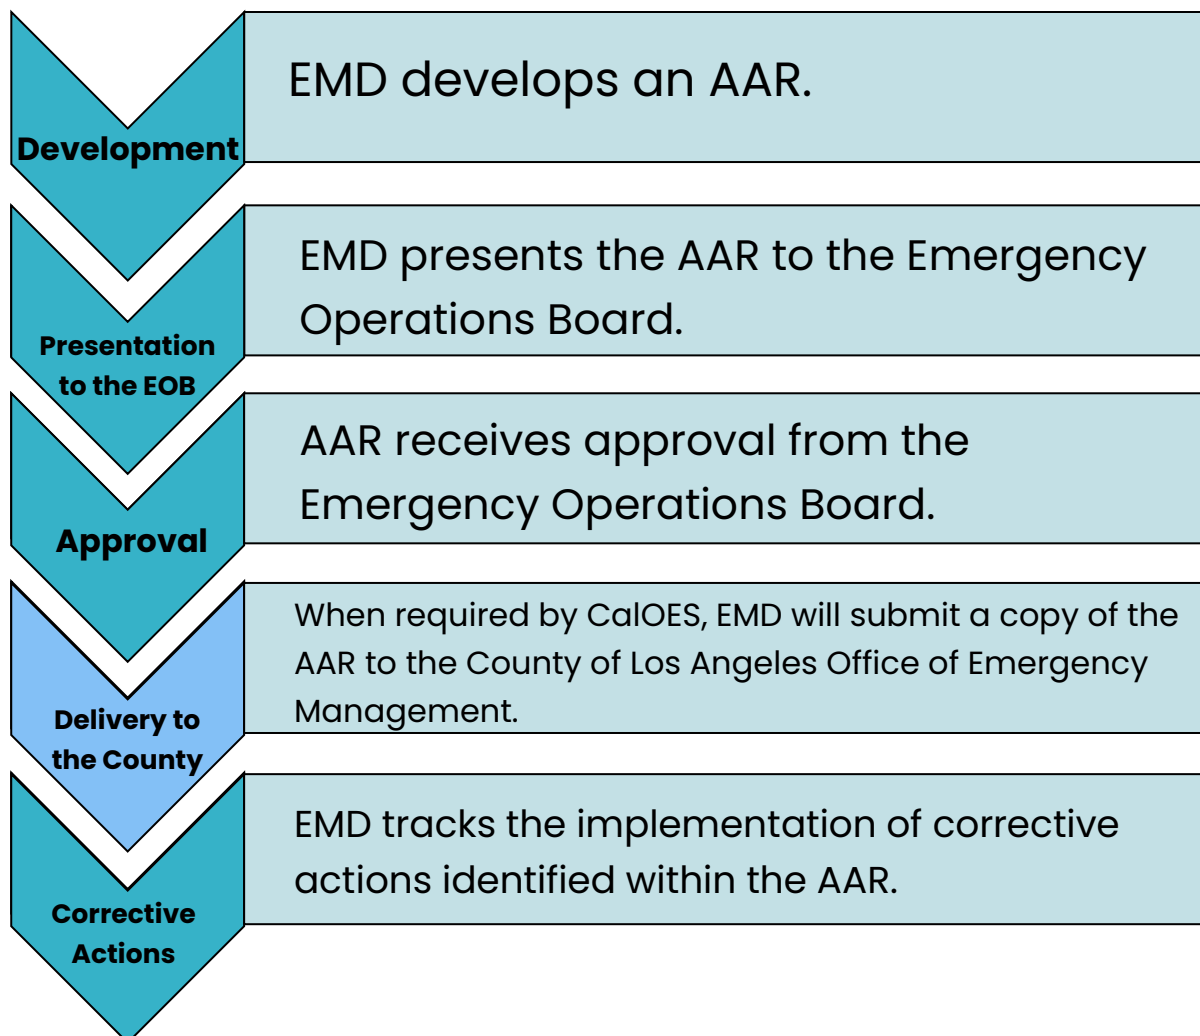 Development
EMD develops an AAR.
Presentation
to the EOB
EMD presents the AAR to the Emergency
Operations Board.
Approval
AAR receives approval from the
Emergency Operations Board.
Delivery to
the County
When required by CalOES, EMD will submit a copy of the
AAR to the County of Los Angeles Office of Emergency
Management.
Corrective
Actions
EMD tracks the implementation of corrective
actions identified within the AAR.